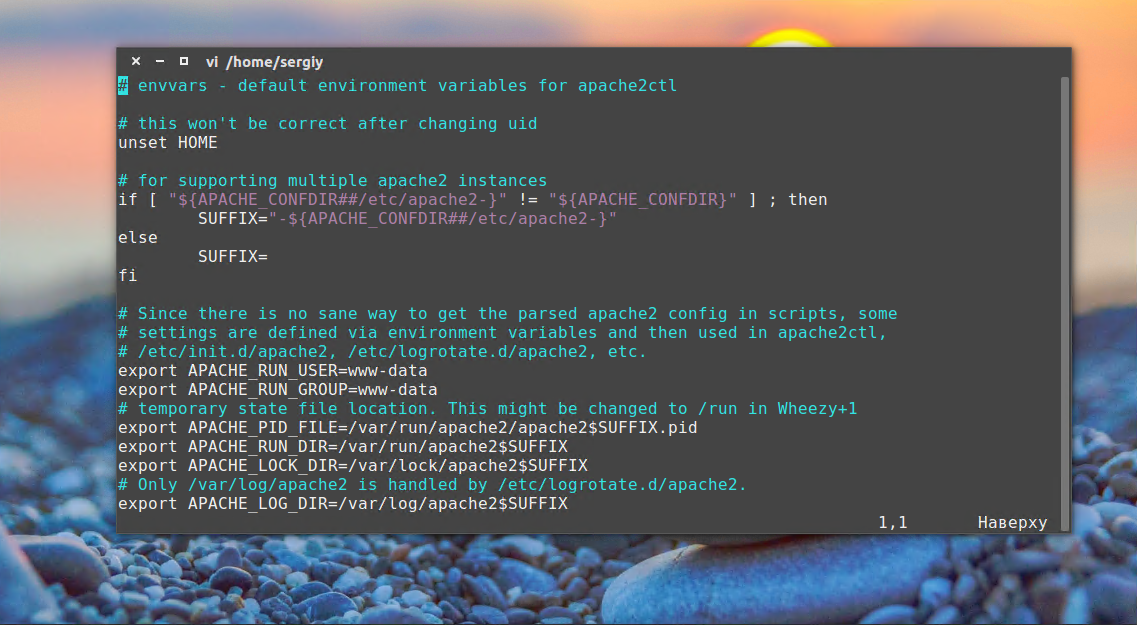 vi /home/sergiy
# envvars - default environment variables for apache2ctl
# this won't be correct after changing uid
unset HOME
# for supporting multiple apache2 instances
if [ "${APACHE_CONFDIR##/etc/apache2-}" != "${APACHE_CONFDIR}" ] ; then
        SUFFIX="-${APACHE_CONFDIR##/etc/apache2-}"
else
        SUFFIX=
fi
# Since there is no sane way to get the parsed apache2 config in scripts, some
# settings are defined via environment variables and then used in apache2ctl,
# /etc/init.d/apache2, /etc/logrotate.d/apache2, etc.
export APACHE_RUN_USER=www-data
export APACHE_RUN_GROUP=www-data
# temporary state file location. This might be changed to /run in Wheezy+1
export APACHE_PID_FILE=/var/run/apache2/apache2$SUFFIX.pid
export APACHE_RUN_DIR=/var/run/apache2$SUFFIX
export APACHE_LOCK_DIR=/var/lock/apache2$SUFFIX
# Only /var/log/apache2 is handled by /etc/logrotate.d/apache2.
export APACHE_LOG_DIR=/var/log/apache2$SUFFIX
1,1 Наверху